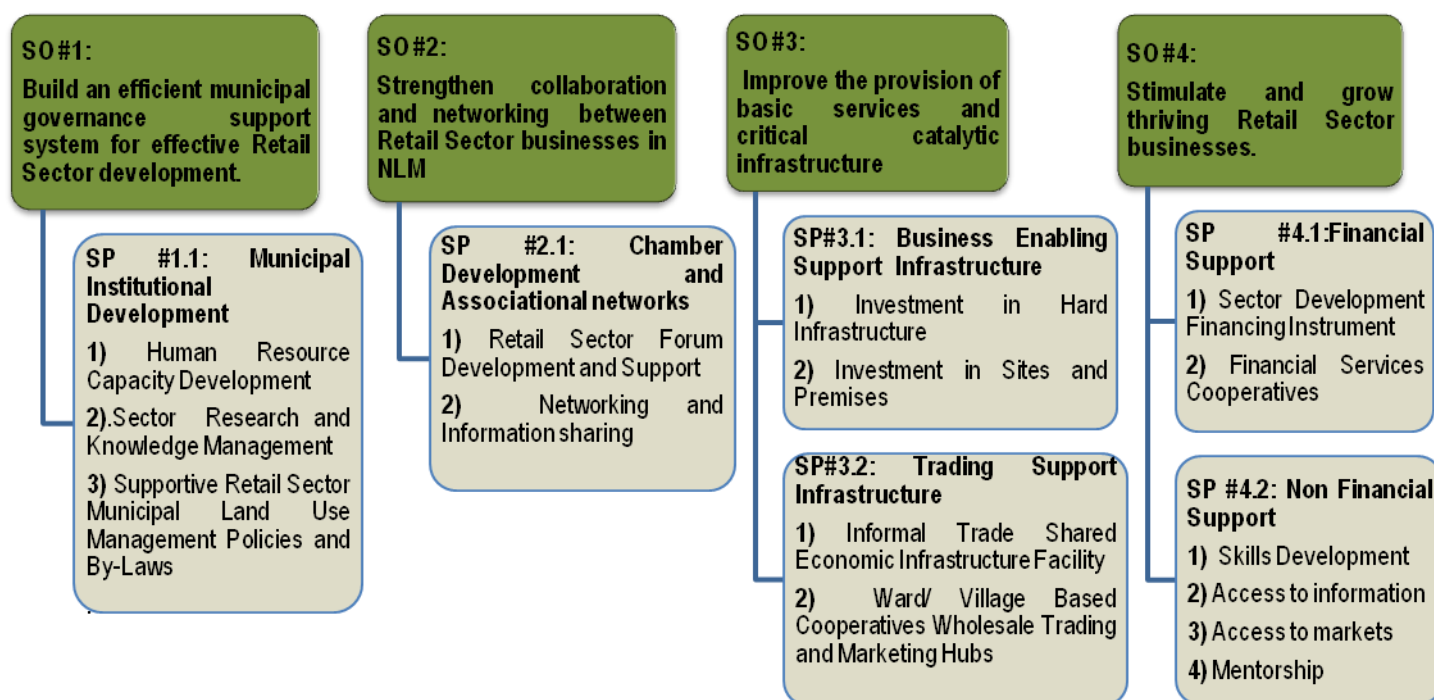 SO#1:
Build an efficient municipal
governance support
system for effective Retail
Sector development.
SP #1.1: Municipal
Institutional
Development
1) Human Resource
Capacity Development
2).Sector Research and
Knowledge Management
3) Supportive Retail Sector
Municipal Land Use
Management Policies and
By-Laws
.
SO#2:
Strengthen collaboration
and networking between
Retail Sector businesses in
NLM
SP #2.1: Chamber
Development and
Associational networks
1) Retail Sector Forum
Development and Support
2) Networking and
Information sharing
SO#3:
Improve the provision of
basic services and
critical catalytic
infrastructure
SP#3.1: Business Enabling
Support Infrastructure
1) Investment in Hard
Infrastructure
2) Investment in Sites and
Premises
SP#3.2: Trading Support
Infrastructure
1) Informal Trade Shared
Economic Infrastructure Facility
2) Ward/ Village Based
Cooperatives Wholesale Trading
and Marketing Hubs
SO#4:
Stimulate and grow
thriving Retail Sector
businesses.
SP #4.1:Financial
Support
1) Sector Development
Financing Instrument
2) Financial Services
Cooperatives
SP #4.2: Non Financial
Support
1) Skills Development
2) Access to information
3) Access to markets
4) Mentorship